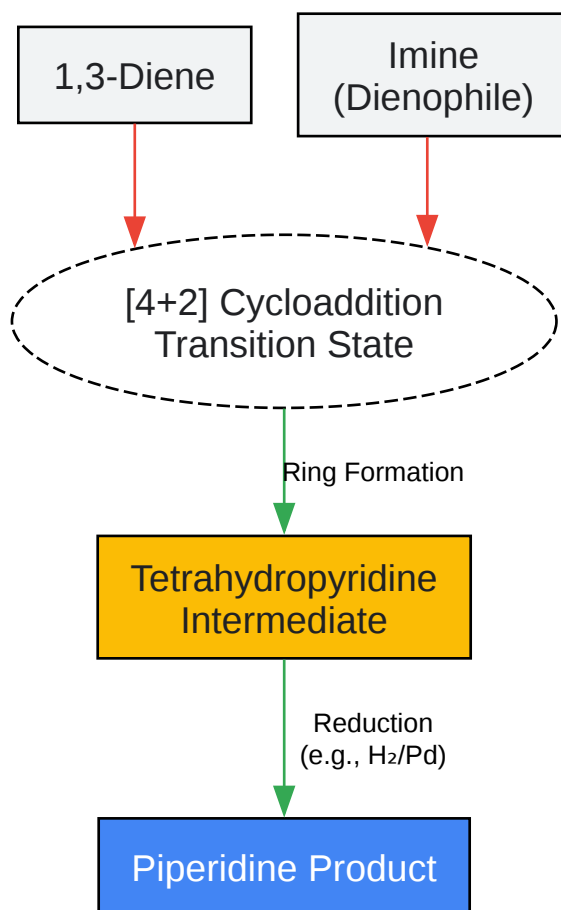 1,3-Diene
Imine
(Dienophile)
[4+2] Cycloaddition
Transition State
Ring Formation
Tetrahydropyridine
Intermediate
Reduction
(e.g., H₂/Pd)
Piperidine Product